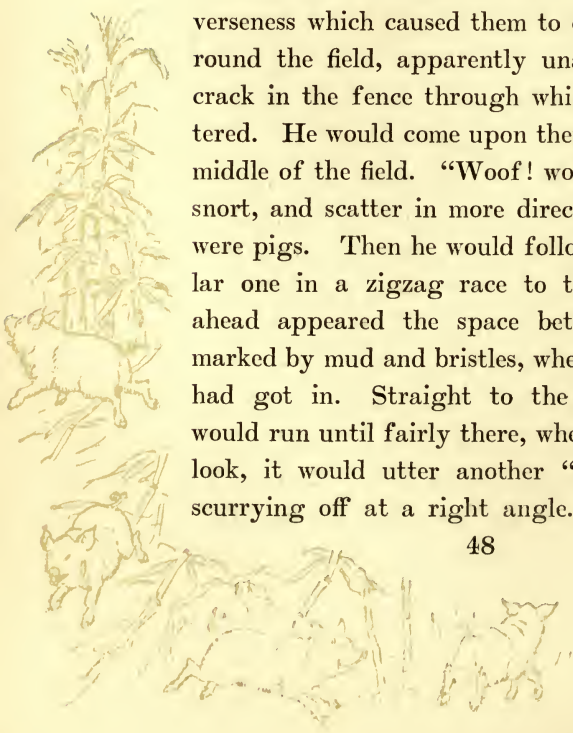 verseness which caused them to
round the field, apparently una
crack in the fence through whi
tered. He would come upon the
middle of the field. “Woof! wo
snort, and scatter in more direc
were pigs. Then he would follo
lar one in a zigzag race to t
ahead appeared the space bet
marked by mud and bristles, whe
had got in. Straight to the
would run until fairly there, whe
look, it would utter another “
scurrying off at a right angle.
48